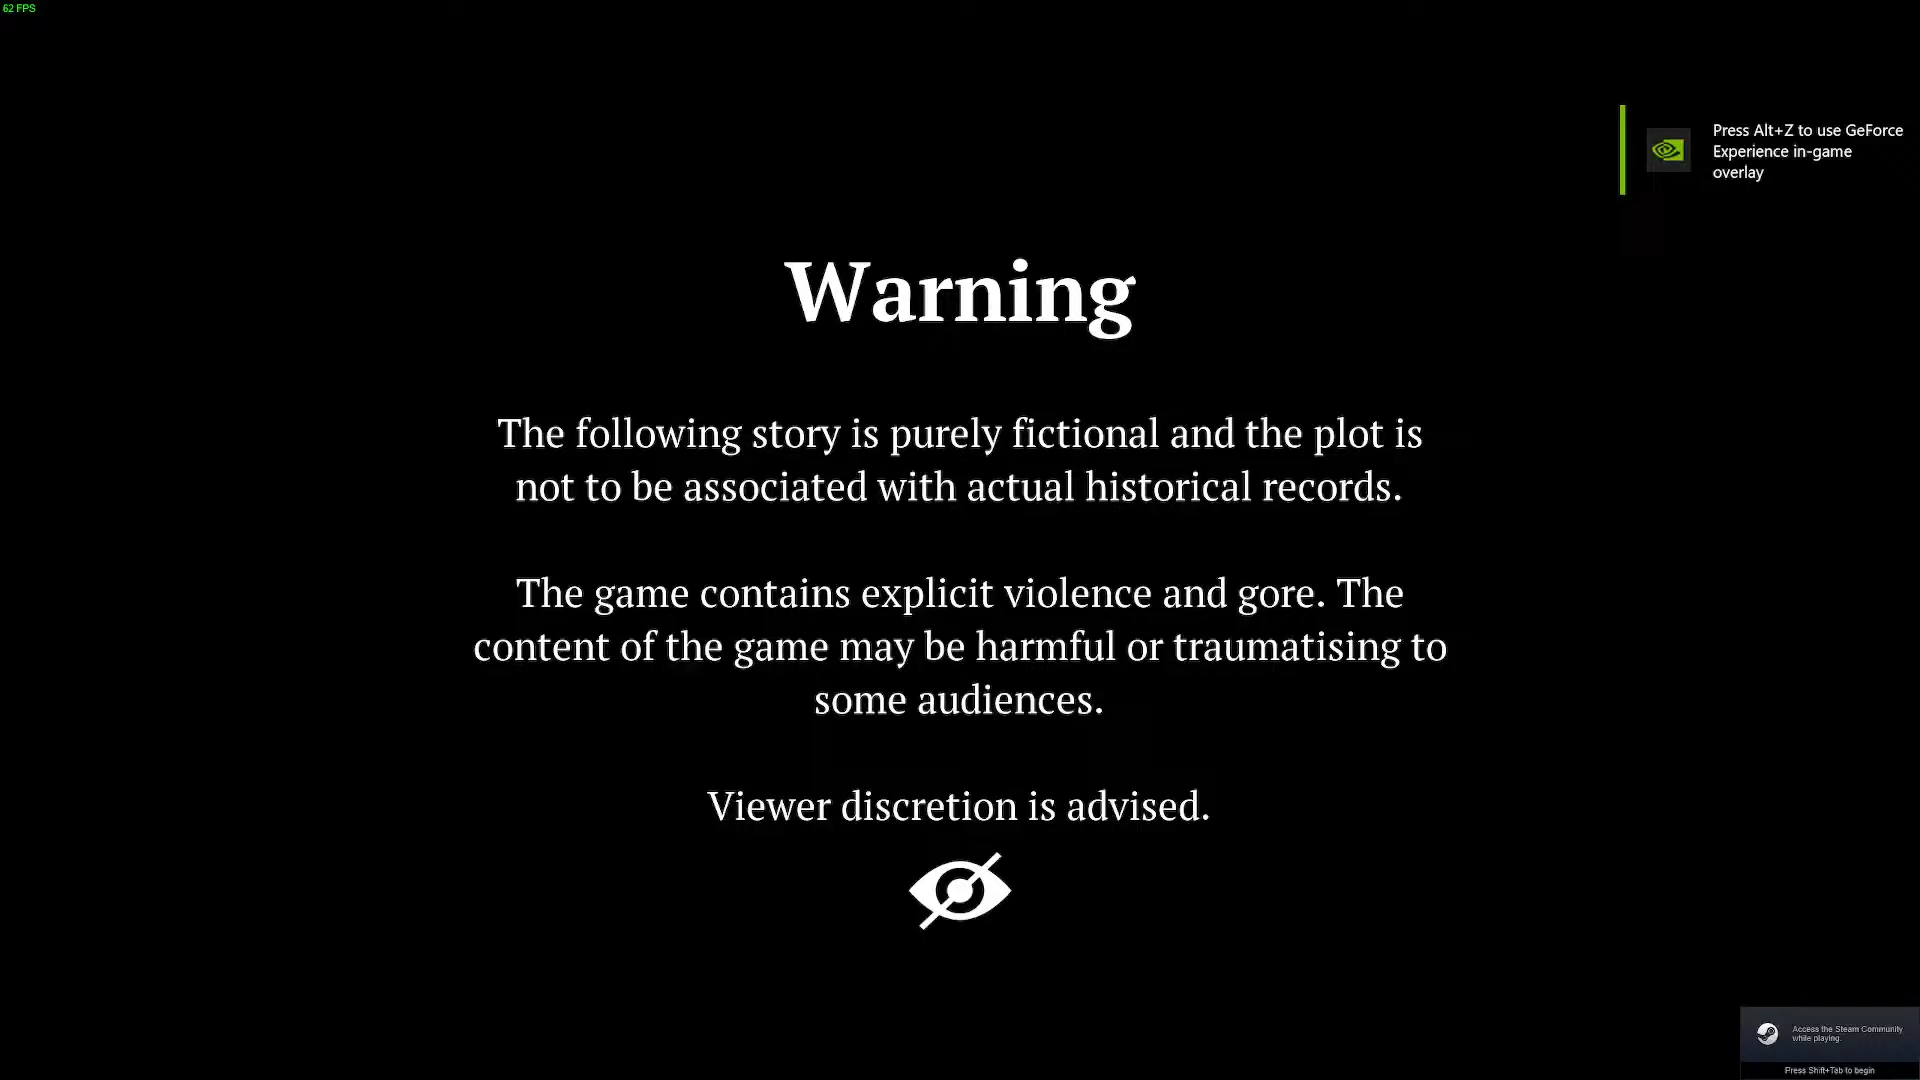 62 FPS
Press Alt+Z to use GeForce
Experience in-game
overlay
Warning
The following story is purely fictional and the plot is
not to be associated with actual historical records.
The game contains explicit violence and gore. The
content of the game may be harmful or traumatising to
some audiences.
Viewer discretion is advised.
Access the Steam Community
while playing.
Press Shift+Tab to begin